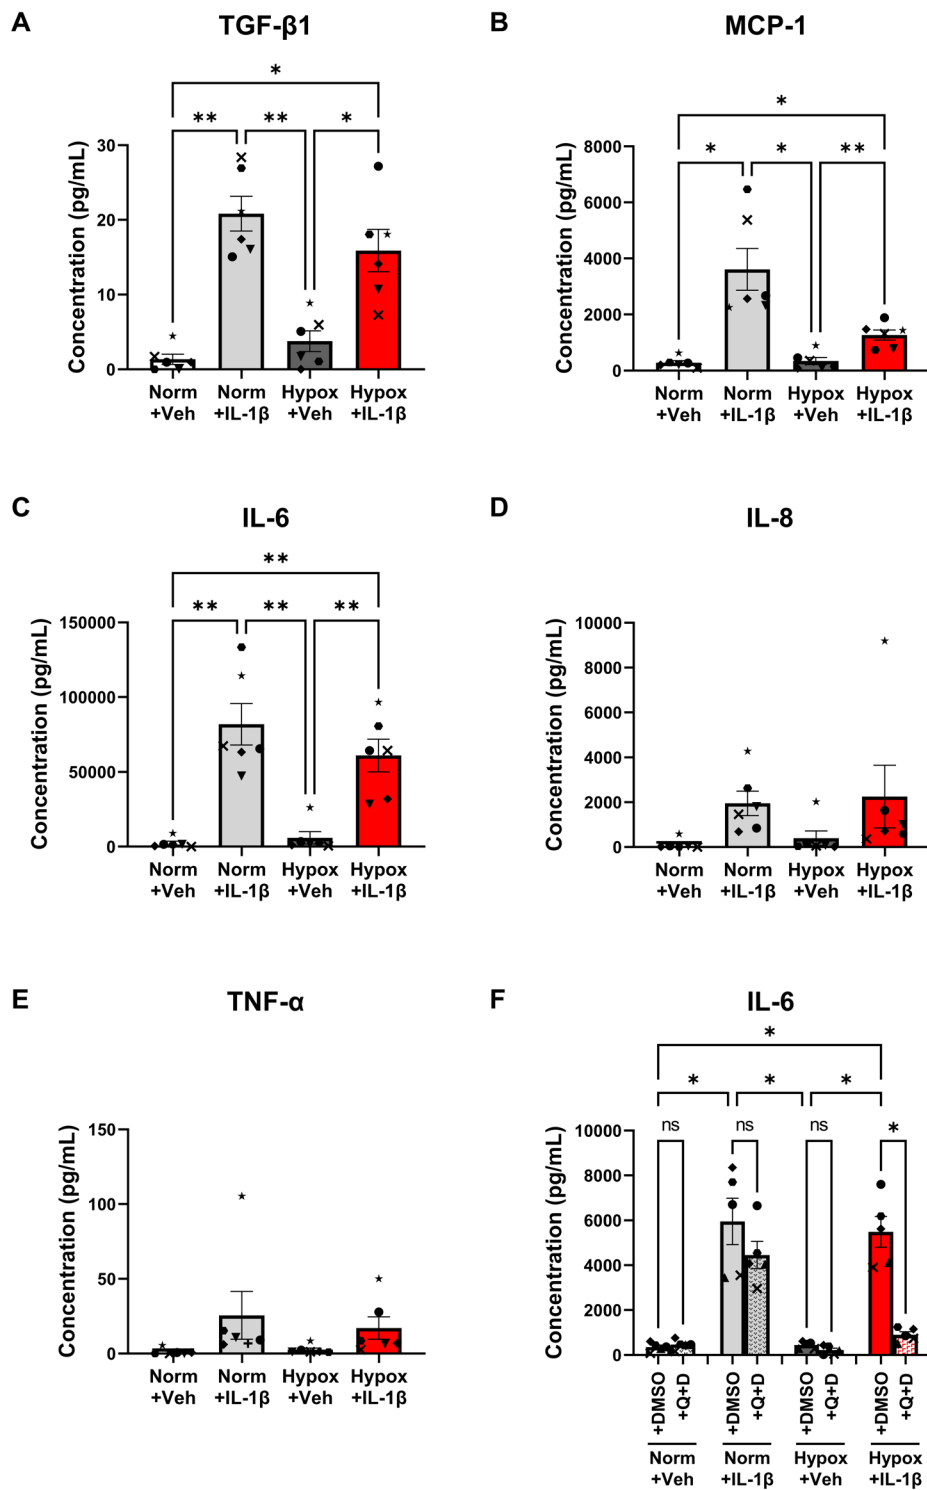 A
TGF-β1
*
** ** *
Concentration (pg/mL)
30
20
10
0
Norm +Veh
Norm +IL-1β
Hypox +Veh
Hypox +IL-1β
B
MCP-1
*
* * **
Concentration (pg/mL)
8000
6000
4000
2000
0
Norm +Veh
Norm +IL-1β
Hypox +Veh
Hypox +IL-1β
C
IL-6
**
** ** **
Concentration (pg/mL)
150000
100000
50000
0
Norm +Veh
Norm +IL-1β
Hypox +Veh
Hypox +IL-1β
D
IL-8
Concentration (pg/mL)
10000
8000
6000
4000
2000
0
Norm +Veh
Norm +IL-1β
Hypox +Veh
Hypox +IL-1β
E
TNF-α
Concentration (pg/mL)
150
100
50
0
Norm +Veh
Norm +IL-1β
Hypox +Veh
Hypox +IL-1β
F
IL-6
*
* * *
ns ns ns *
Concentration (pg/mL)
10000
8000
6000
4000
2000
0
+DMSO
+Q+D
+DMSO
+Q+D
+DMSO
+Q+D
+DMSO
+Q+D
Norm +Veh
Norm +IL-1β
Hypox +Veh
Hypox +IL-1β